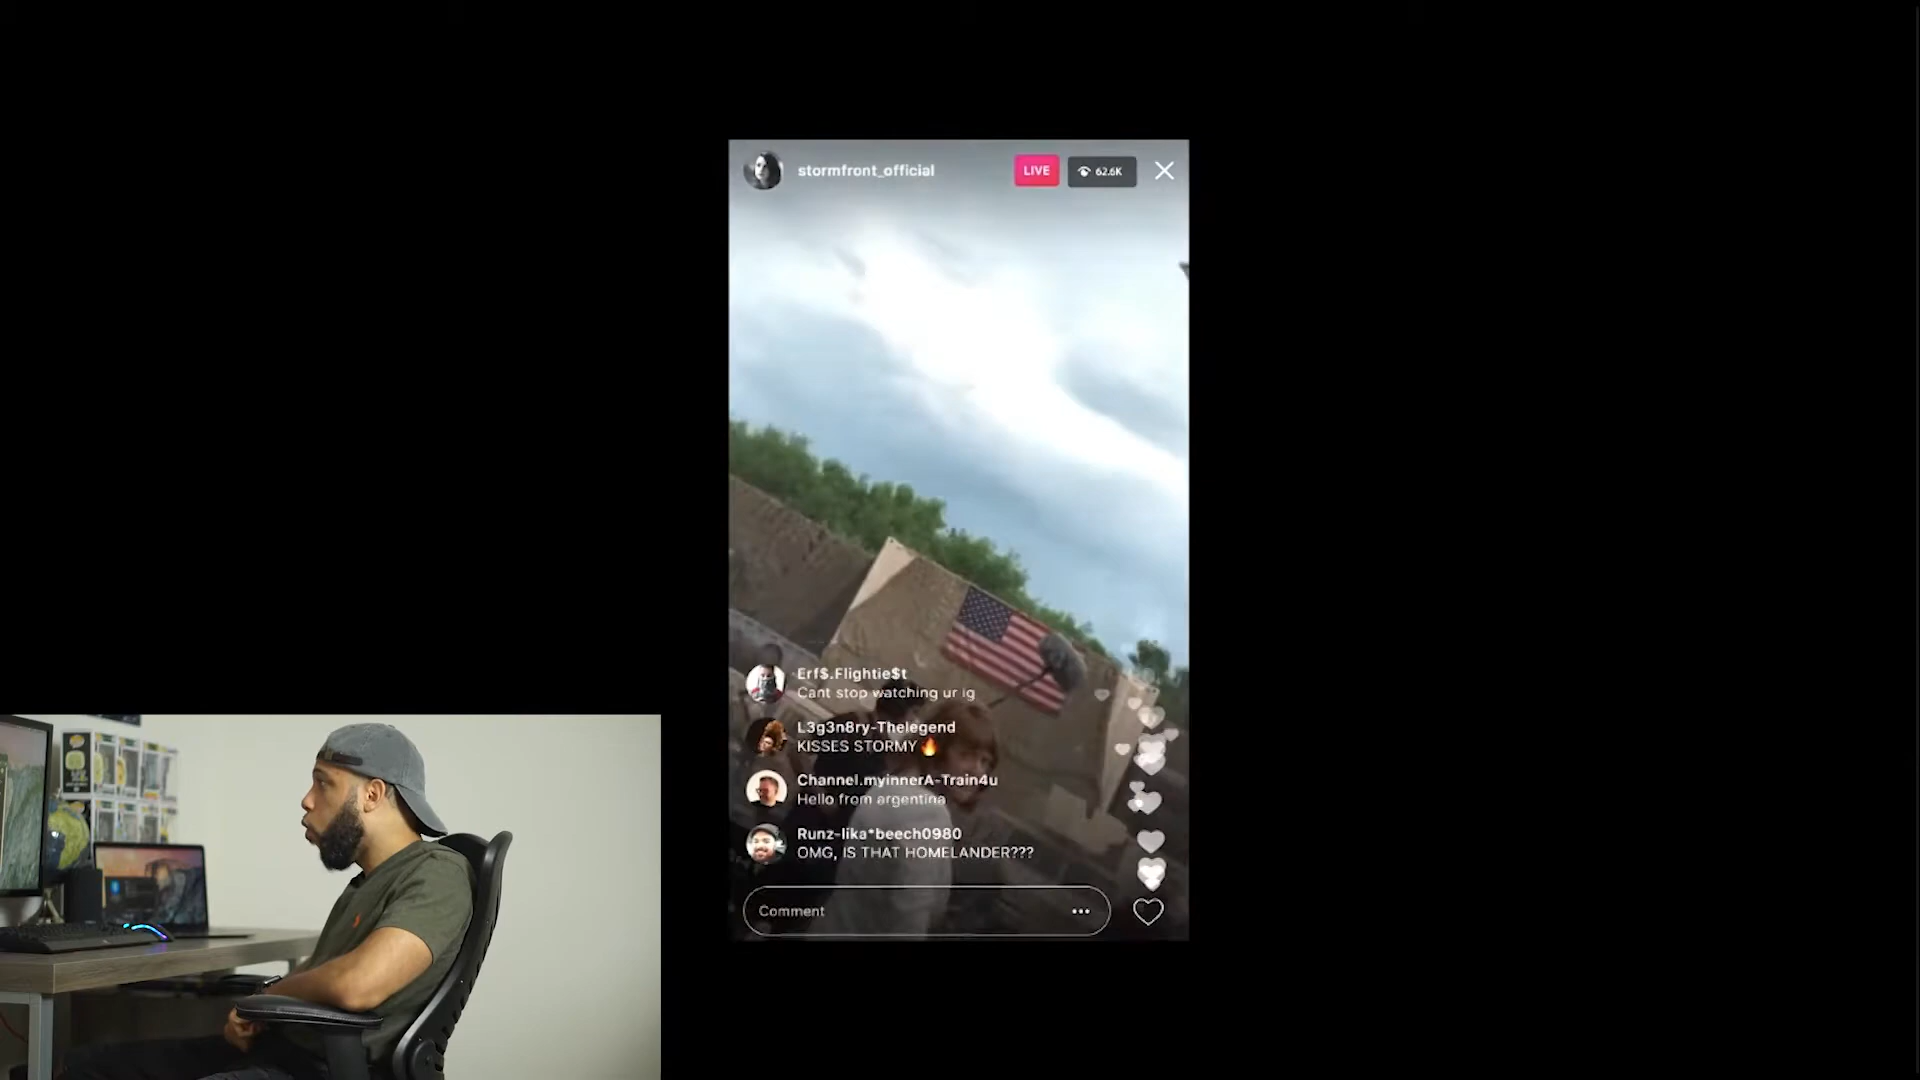 stormfront_official
LIVE
62.6K
Erf$.Flightie$t
Cant stop watching ur ig
L3g3n8ry-Thelegend
KISSES STORMY🔥
Channel.myinnerA-Train4u
Hello from argentina
Runz-lika*beech0980
OMG, IS THAT HOMELANDER???
Comment